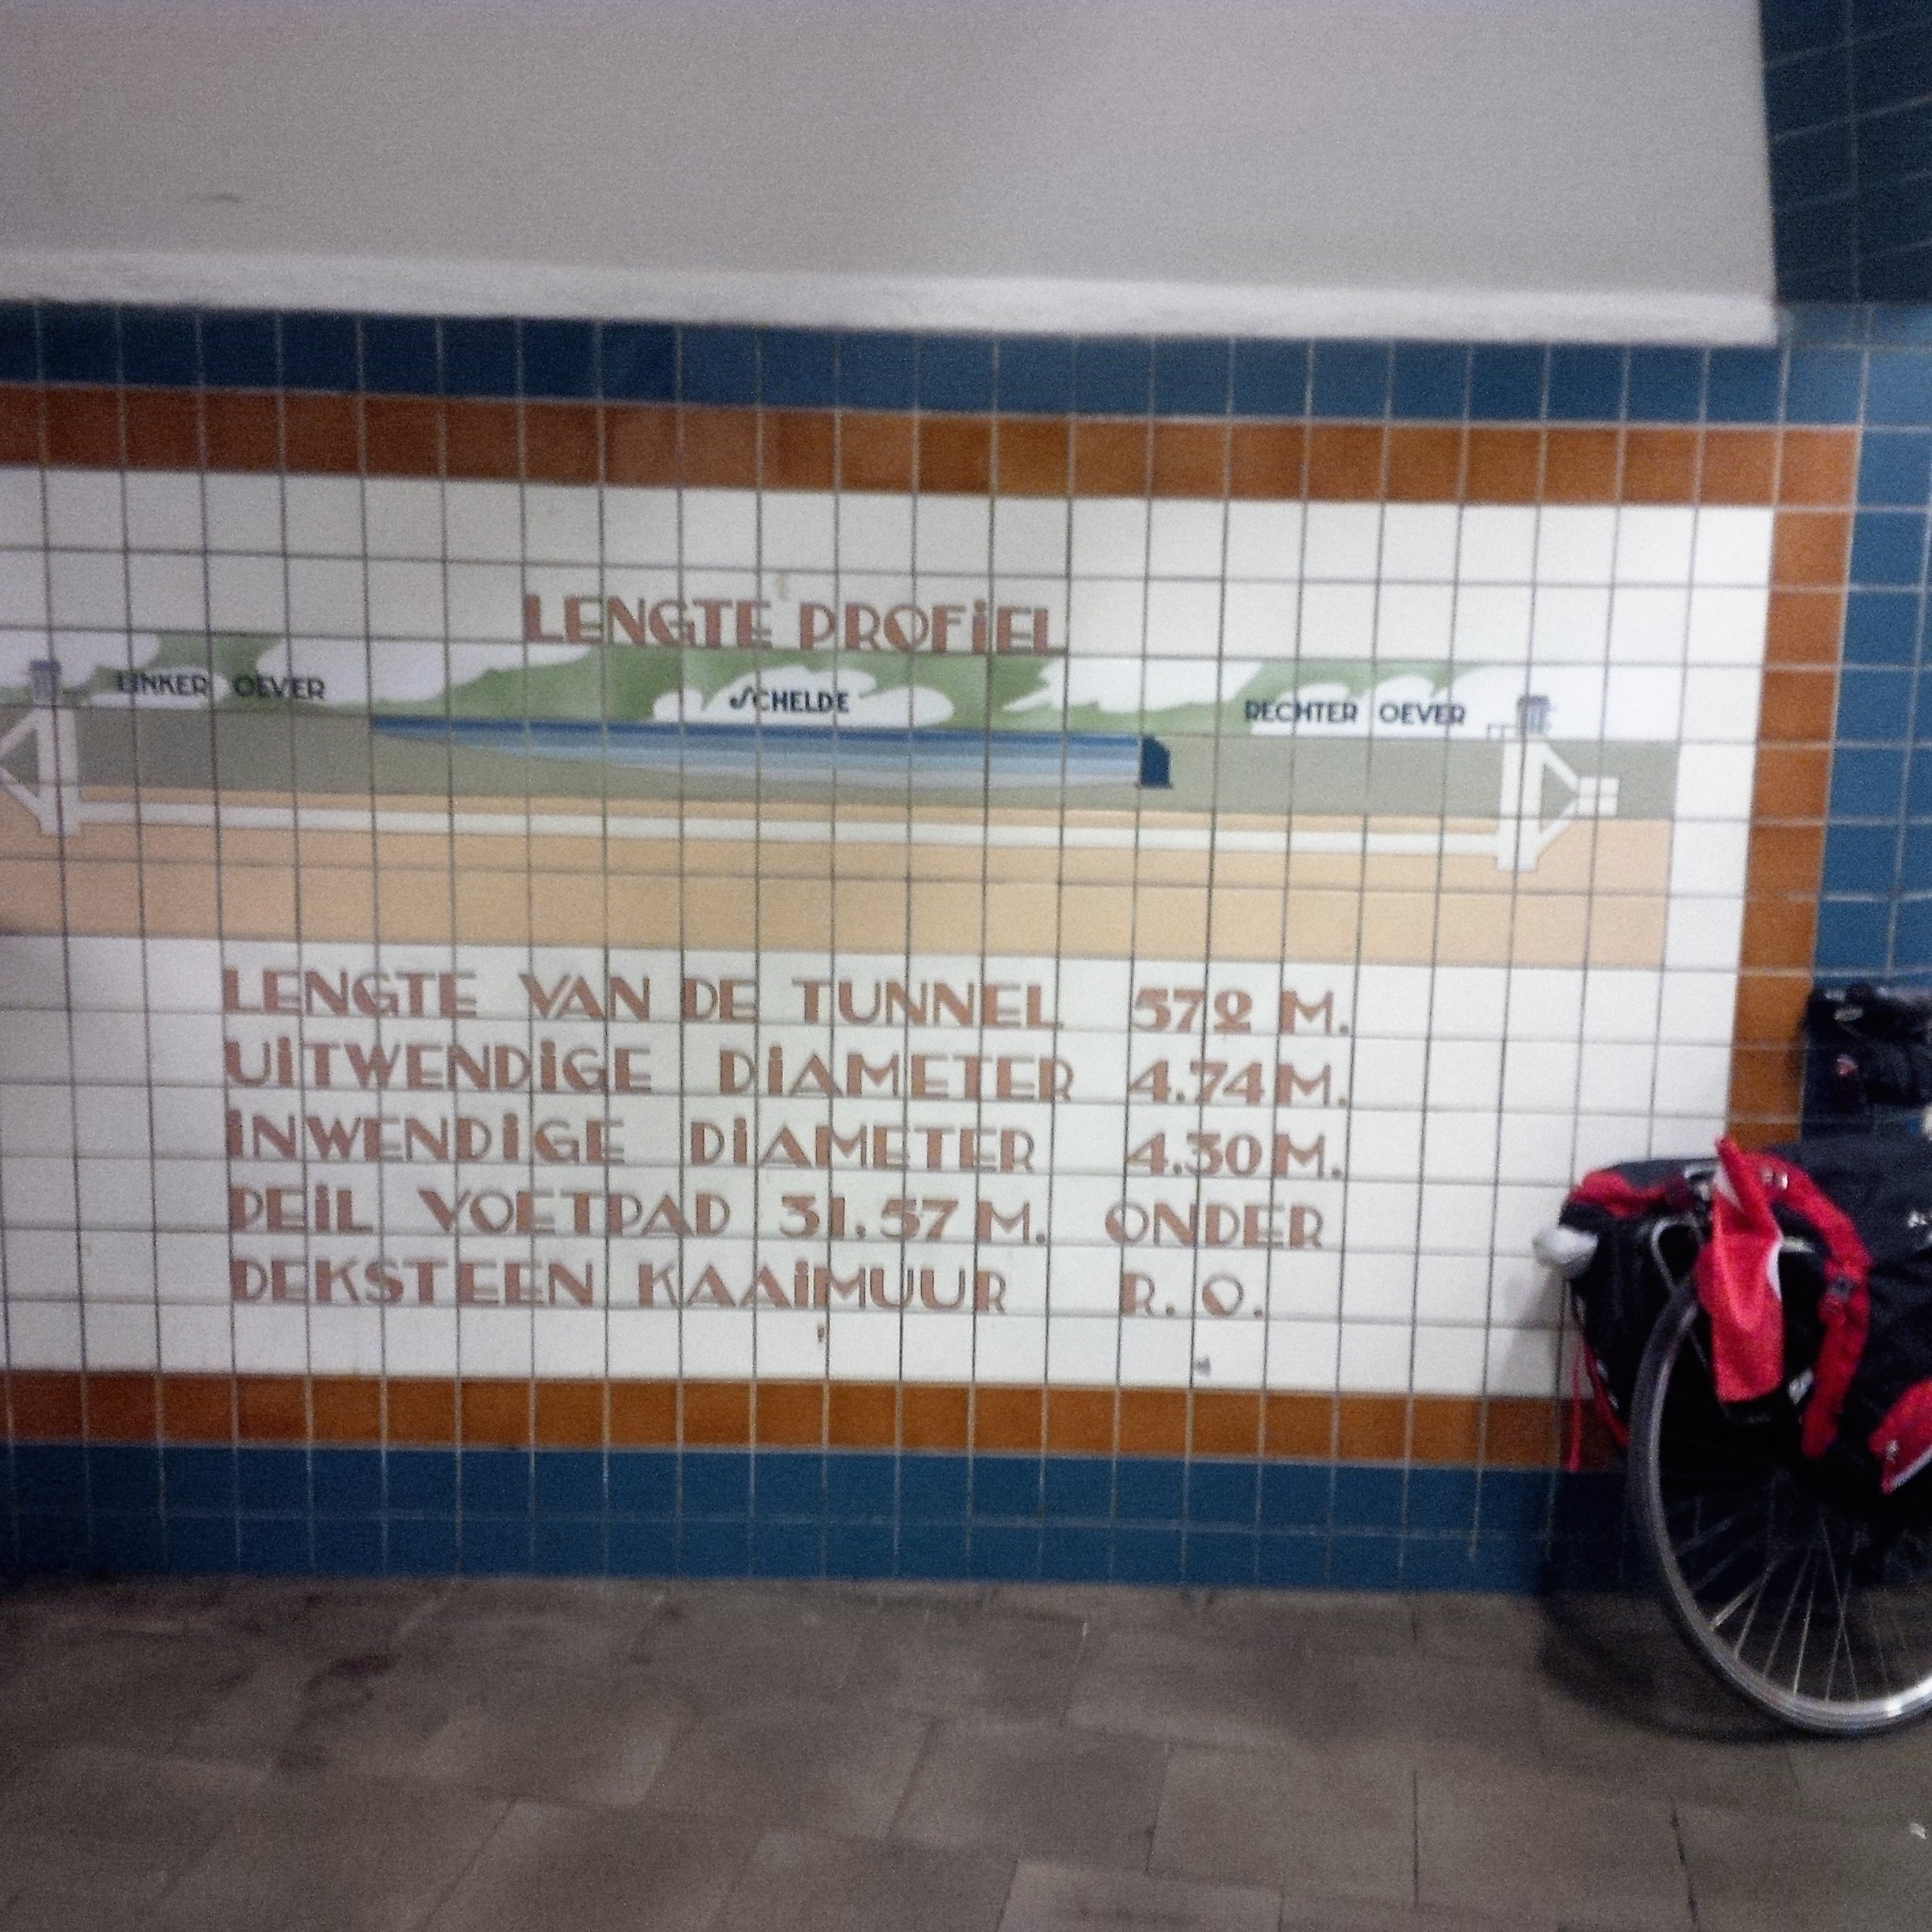 LENGTE PROFiEL
LINKER OEVER SCHELDE RECHTER OEVER
LENGTE VAN DE TUNNEL 572 M.
UiTWENDiGE DiAMETER 4.74 M.
iNWENDiGE DiAMETER 4.30 M.
PEiL VOETPAD 31.57 M. ONDER
DEKSTEEN KAAiMUUR R.O.